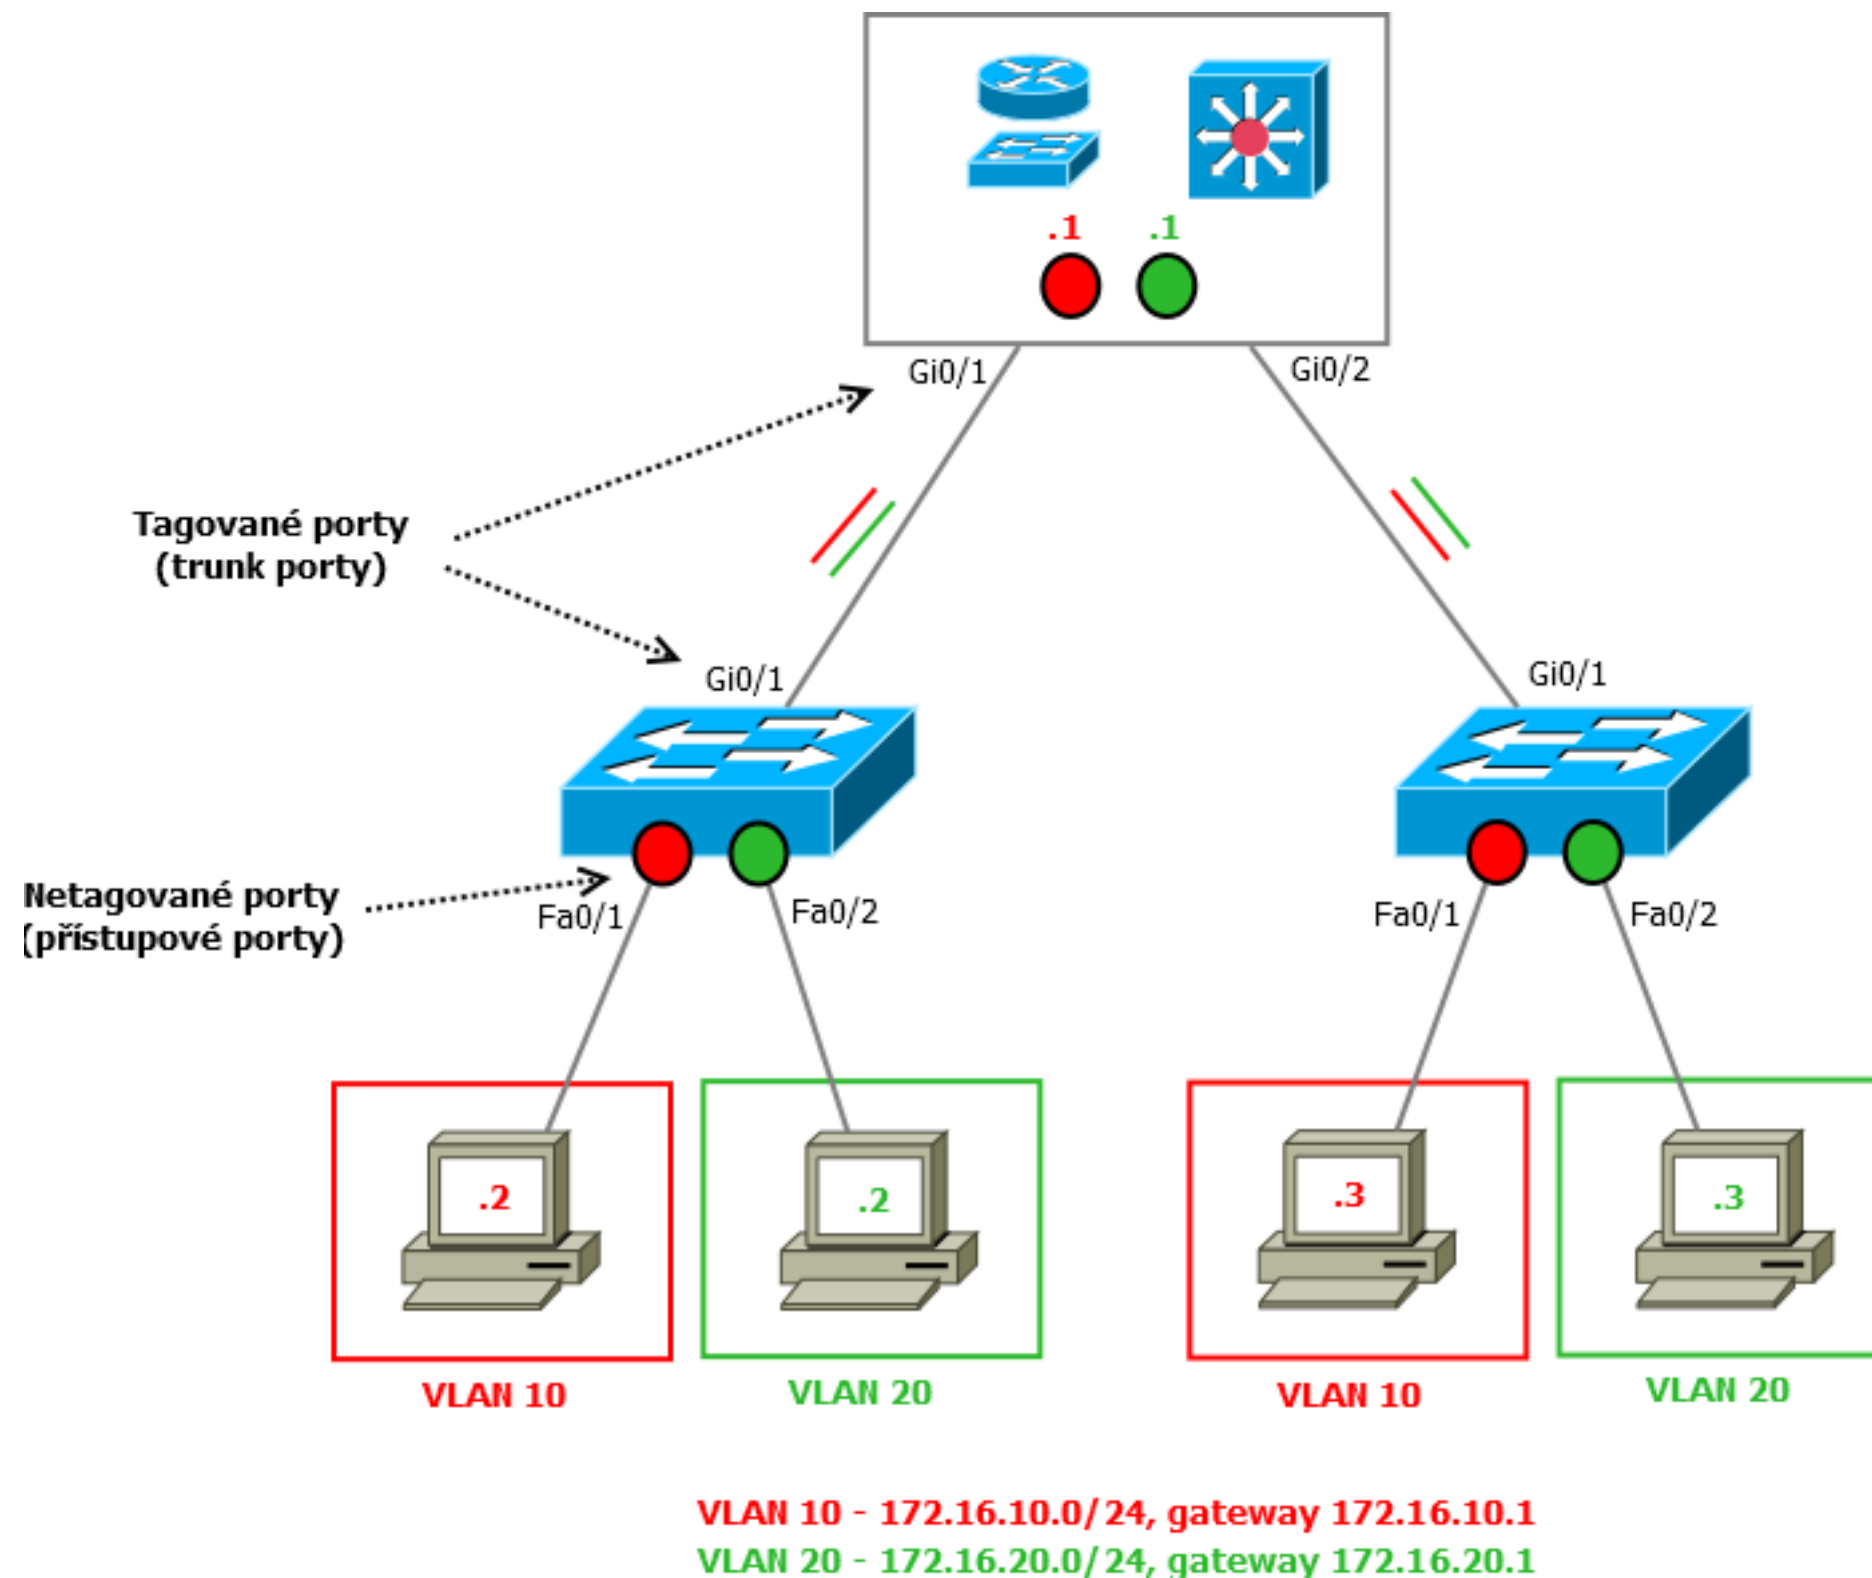 .1 .1
Gi0/1 Gi0/2
Tagované porty
(trunk porty)
Gi0/1 Gi0/1
Netagované porty
(přístupové porty)
Fa0/1 Fa0/2 Fa0/1 Fa0/2
.2 .2 .3 .3
VLAN 10 VLAN 20 VLAN 10 VLAN 20
VLAN 10 - 172.16.10.0/24, gateway 172.16.10.1
VLAN 20 - 172.16.20.0/24, gateway 172.16.20.1